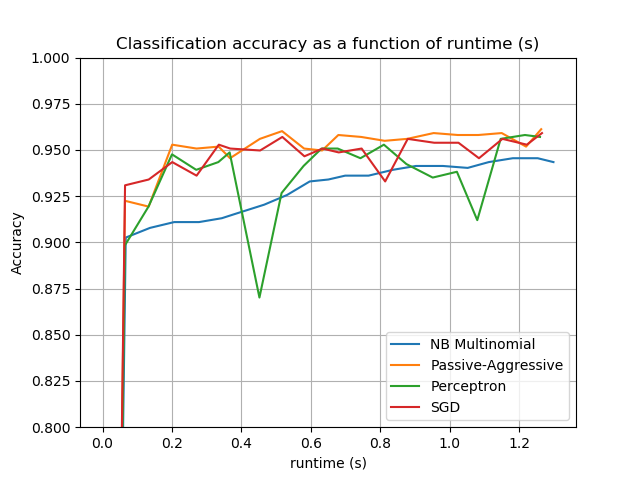 Classification accuracy as a function of runtime (s)
1.000
0.975
0.950
0.925
0.900
0.875
0.850
0.825
0.800
Accuracy
NB Multinomial
Passive-Aggressive
Perceptron
SGD
0.0 0.2 0.4 0.6 0.8 1.0 1.2
runtime (s)